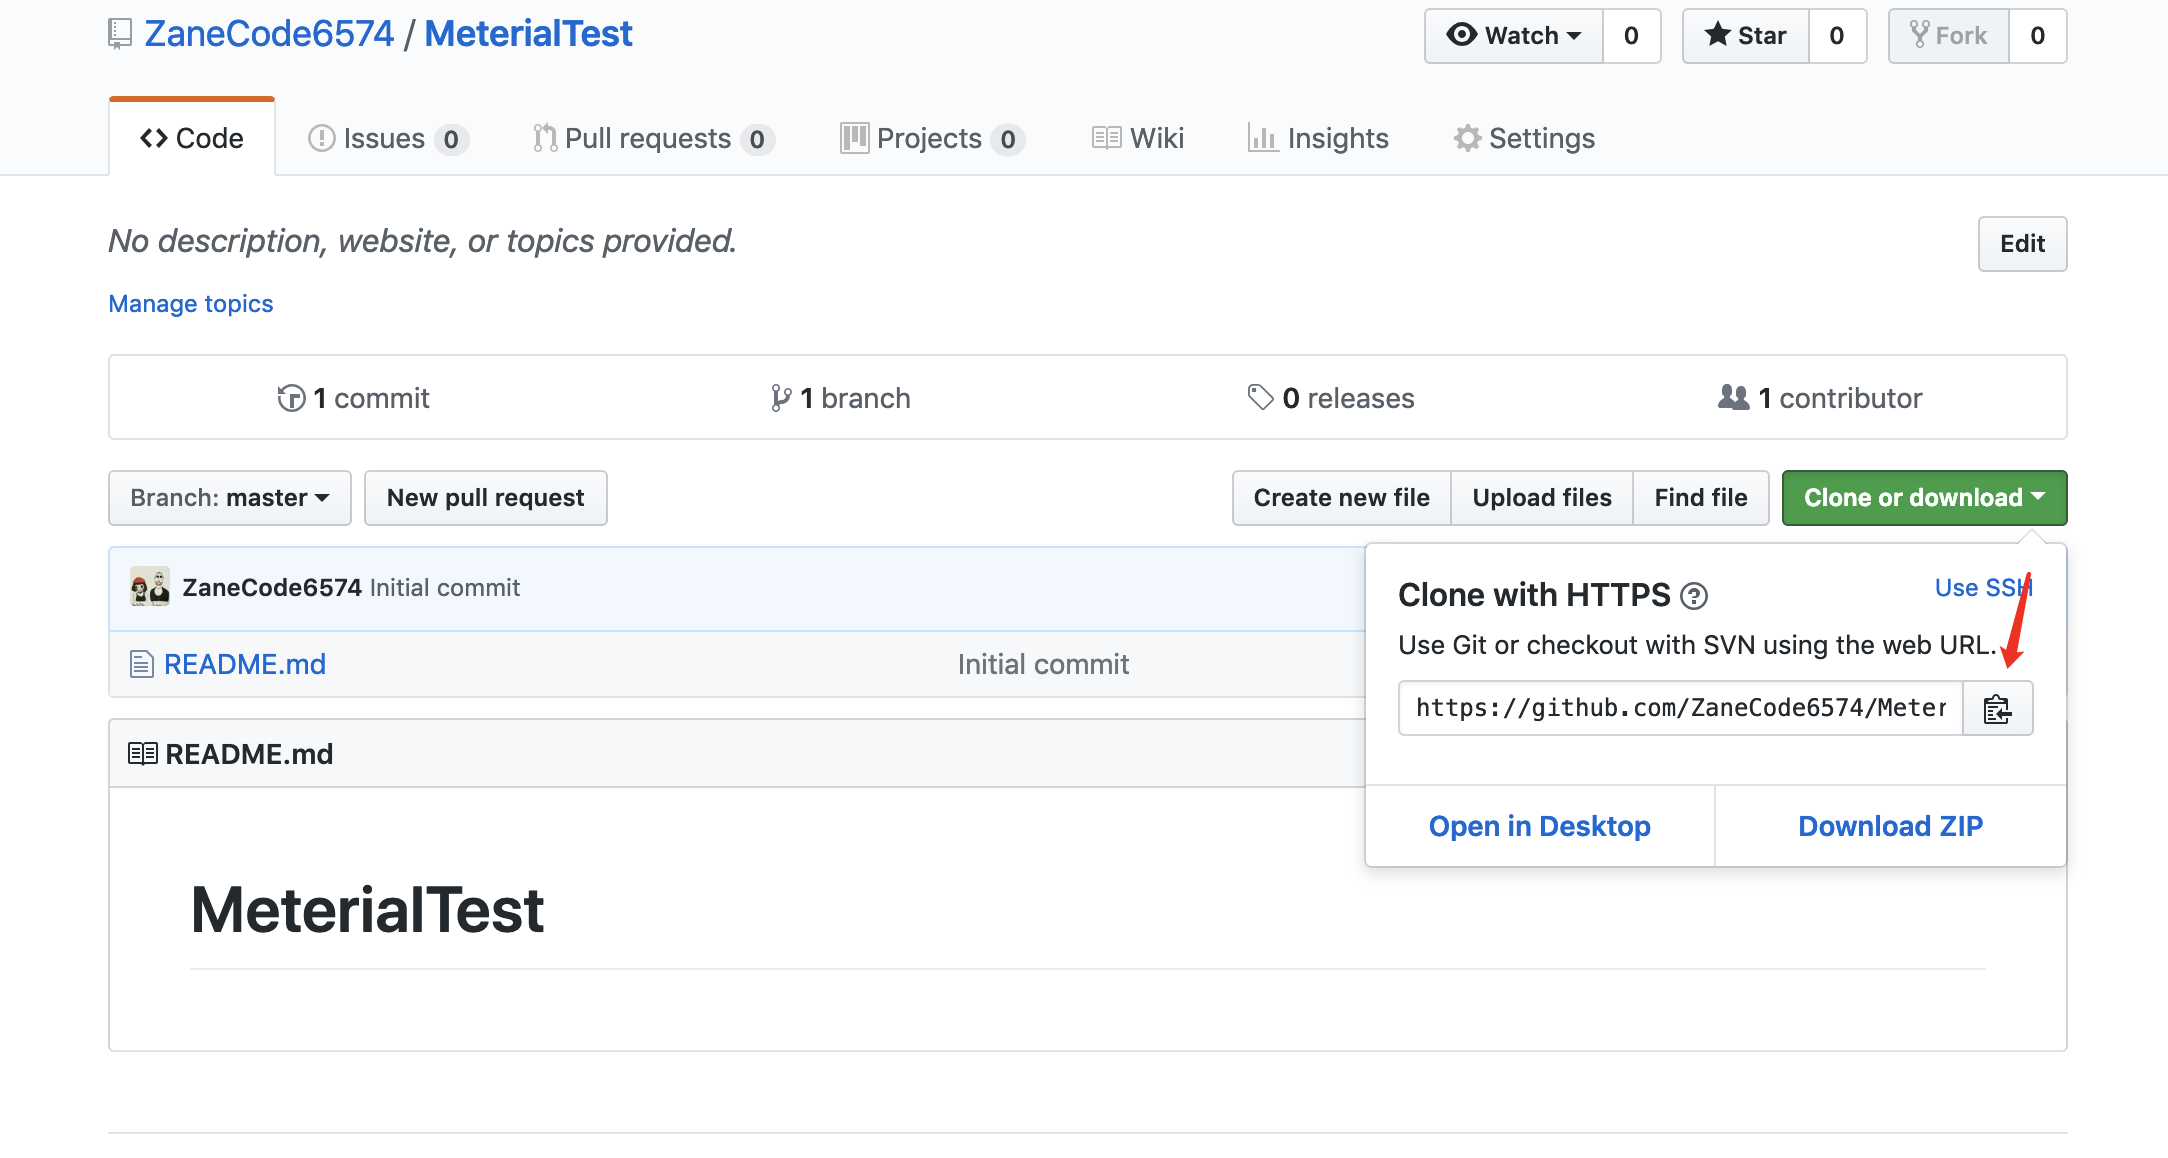 ZaneCode6574 / MeterialTest
Watch 0 Star 0 Fork 0
Code Issues 0 Pull requests 0 Projects 0 Wiki Insights Settings
No description, website, or topics provided.
Edit
Manage topics
1 commit 1 branch 0 releases 1 contributor
Branch: master New pull request Create new file Upload files Find file Clone or download
ZaneCode6574 Initial commit
README.md Initial commit
Clone with HTTPS ? Use SSH
Use Git or checkout with SVN using the web URL.
https://github.com/ZaneCode6574/Meter
Open in Desktop Download ZIP
README.md
MeterialTest